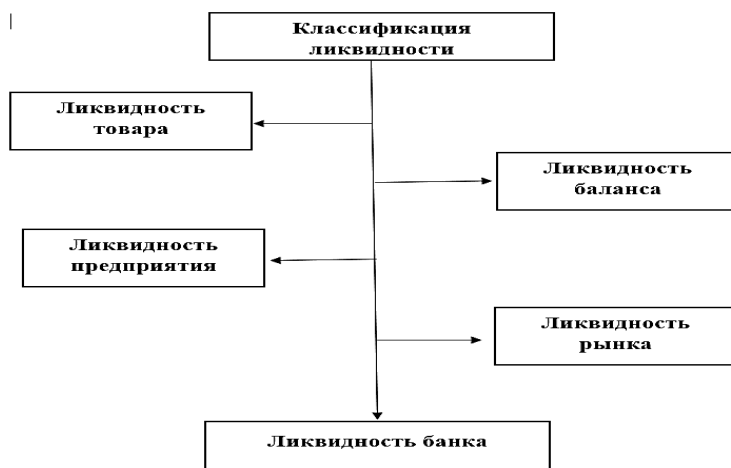 Классификация
ликвидности
Ликвидность
товара
Ликвидность
баланса
Ликвидность
предприятия
Ликвидность
рынка
Ликвидность банка